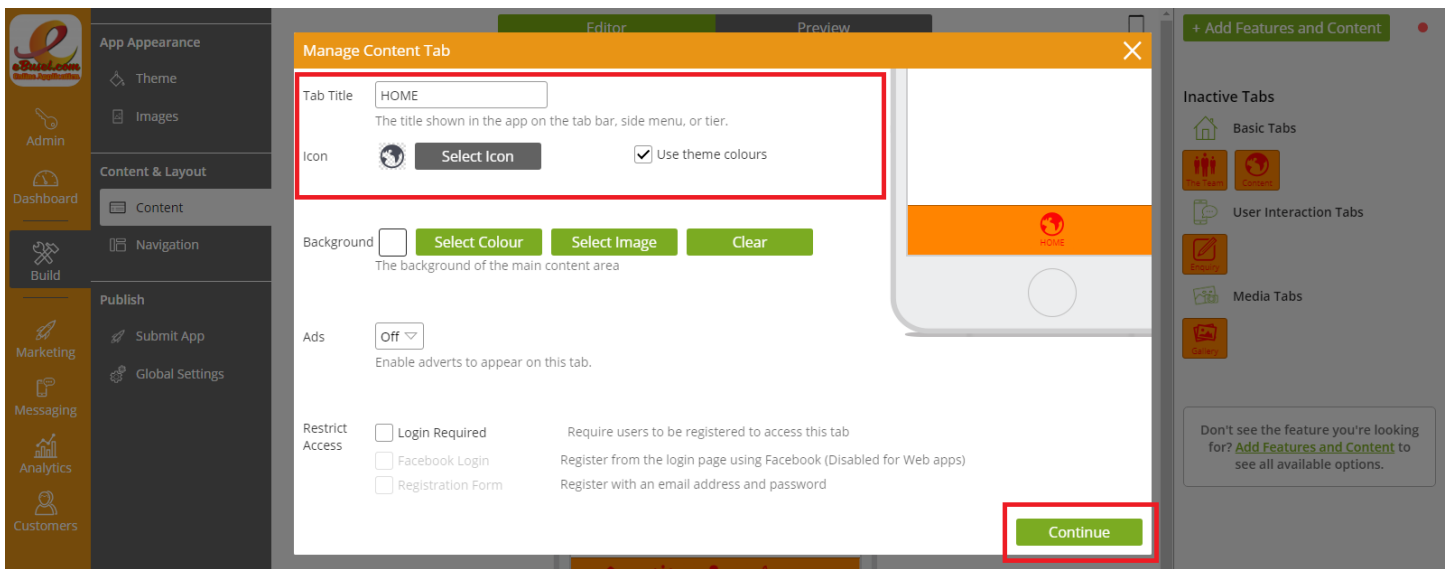 eBusel.com
Online Application
Admin
Dashboard
Build
Marketing
Messaging
Analytics
Customers
App Appearance
Theme
Images
Content & Layout
Content
Navigation
Publish
Submit App
Global Settings
Editor
Preview
Manage Content Tab
Tab Title
HOME
The title shown in the app on the tab bar, side menu, or tier.
Icon
Select Icon
Use theme colours
Background
Select Colour
Select Image
Clear
The background of the main content area
Ads
Off
Enable adverts to appear on this tab.
Restrict
Access
Login Required
Require users to be registered to access this tab
Facebook Login
Register from the login page using Facebook (Disabled for Web apps)
Registration Form
Register with an email address and password
HOME
Continue
+ Add Features and Content
Inactive Tabs
Basic Tabs
The Team
Content
User Interaction Tabs
Enquiry
Media Tabs
Gallery
Don't see the feature you're looking
for? Add Features and Content to
see all available options.